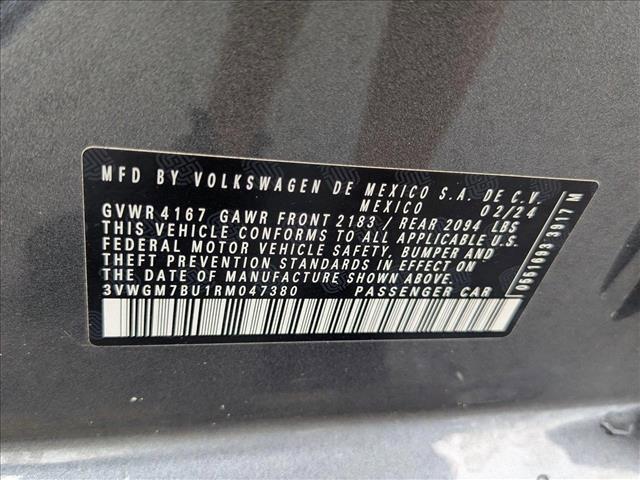 MFD BY VOLKSWAGEN DE MEXICO S.A. DE C.V.
MEXICO 02/24
GVWR 4167 GAWR FRONT 2183 / REAR 2094 LBS
THIS VEHICLE CONFORMS TO ALL APPLICABLE U.S.
FEDERAL MOTOR VEHICLE SAFETY, BUMPER AND
THEFT PREVENTION STANDARDS IN EFFECT ON
THE DATE OF MANUFACTURE SHOWN ABOVE.
3VWGM7BU1RM047380 PASSENGER CAR
0661093 3917 M